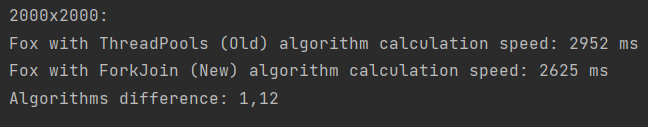 2000x2000:
Fox with ThreadPools (Old) algorithm calculation speed: 2952 ms
Fox with ForkJoin (New) algorithm calculation speed: 2625 ms
Algorithms difference: 1,12